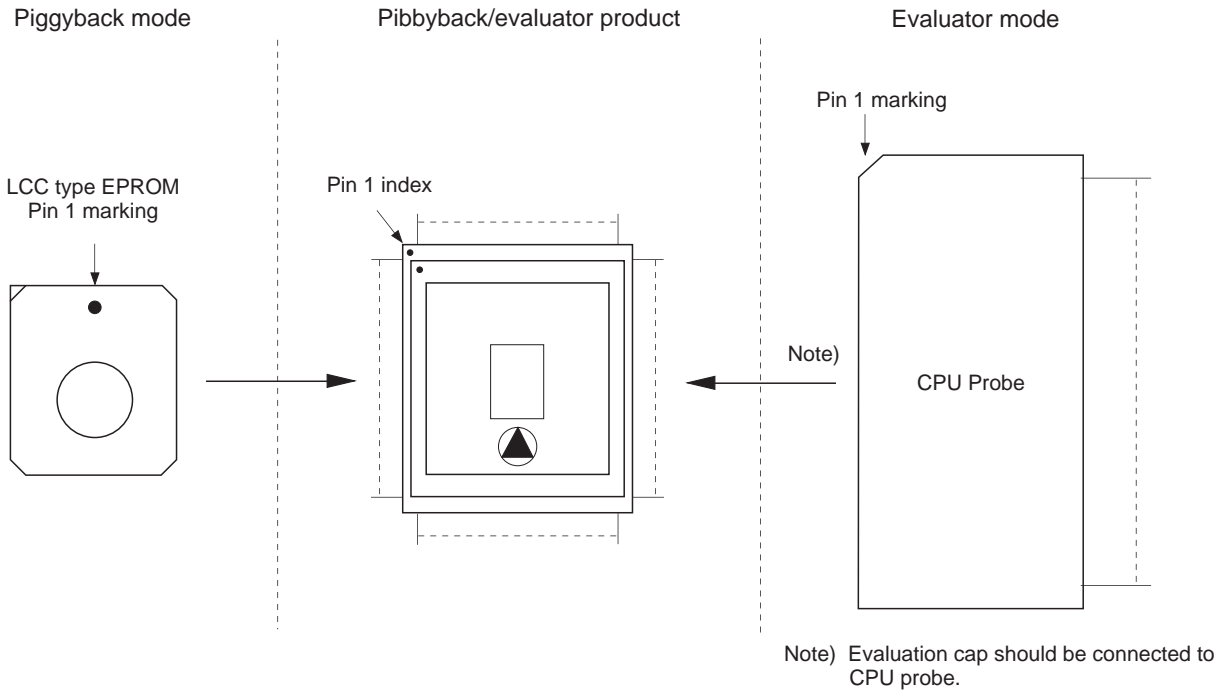 Piggyback mode
Pibbyback/evaluator product
Evaluator mode
Pin 1 marking
LCC type EPROM
Pin 1 marking
Pin 1 index
Note)
CPU Probe
Note) Evaluation cap should be connected to
CPU probe.